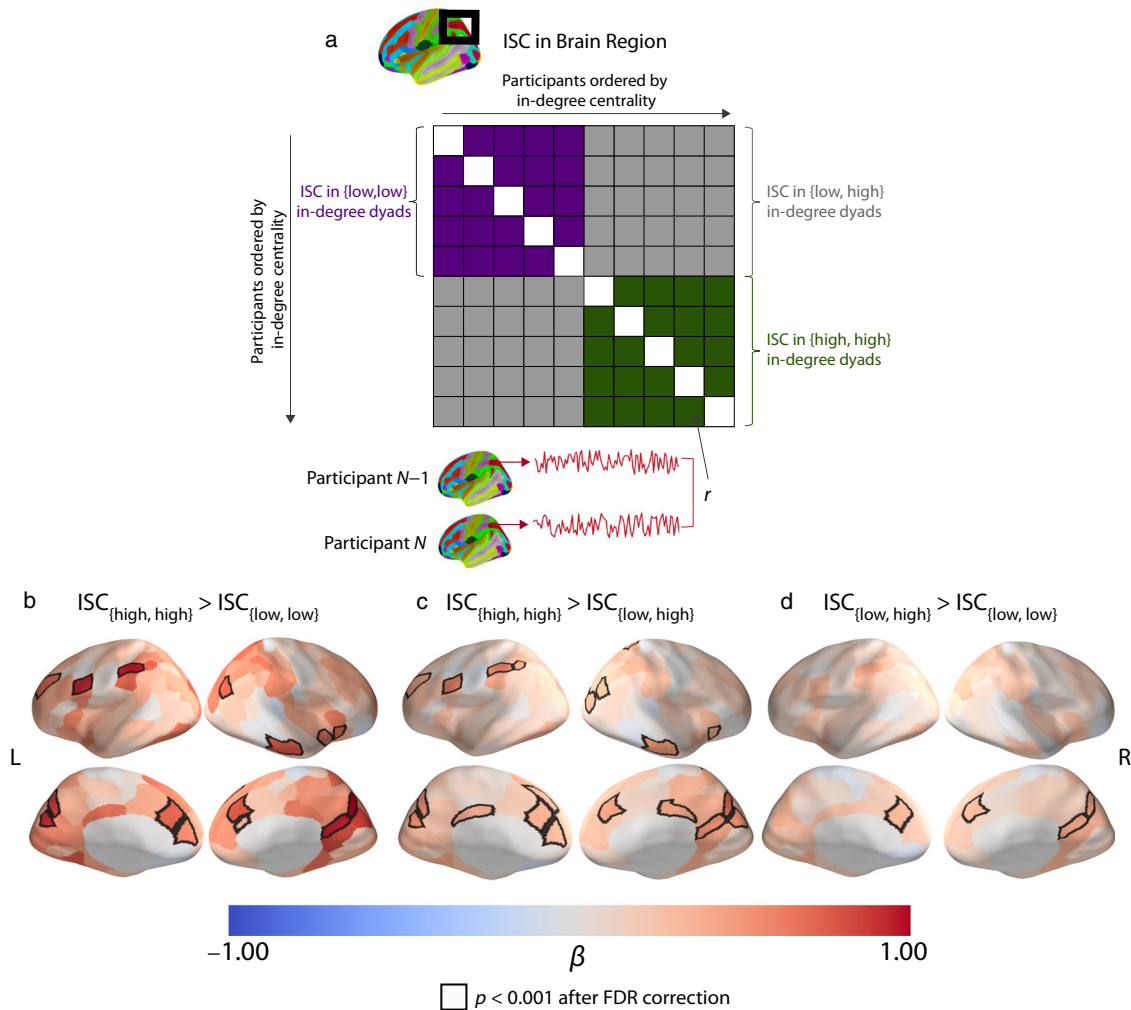 a
ISC in Brain Region
Participants ordered by
in-degree centrality
Participants ordered by
in-degree centrality
ISC in {low,low}
in-degree dyads
ISC in {low, high}
in-degree dyads
ISC in {high, high}
in-degree dyads
Participant N−1
r
Participant N
b ISC{high, high} > ISC{low, low}
c ISC{high, high} > ISC{low, high}
d ISC{low, high} > ISC{low, low}
L
R
−1.00 β 1.00
p < 0.001 after FDR correction